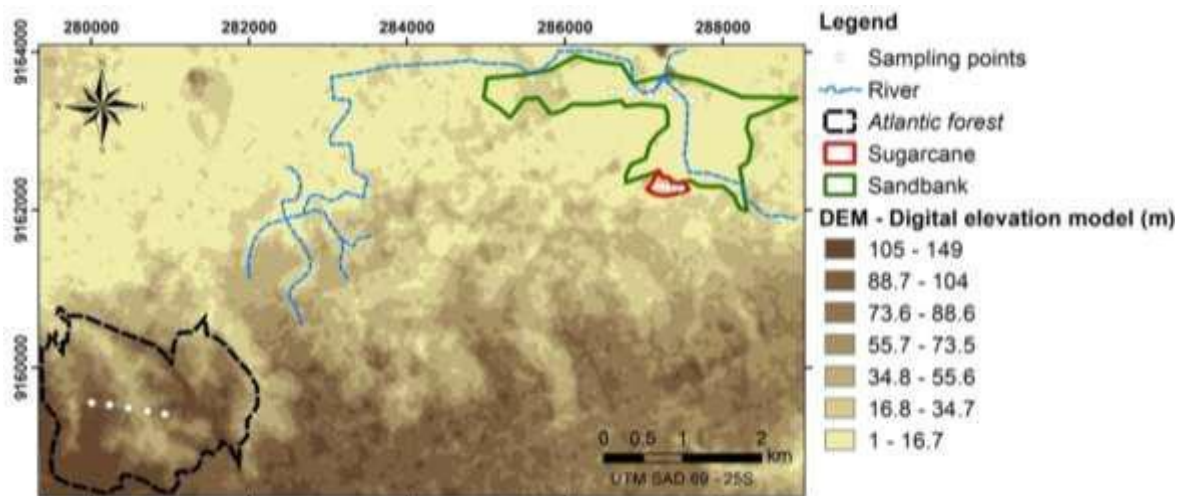 280000 282000 284000 286000 288000
9164000
9162000
9160000
0 0.5 1 2
km
UTM SAD 69 - 25S
Legend
Sampling points
River
Atlantic forest
Sugarcane
Sandbank
DEM - Digital elevation model (m)
105 - 149
88.7 - 104
73.6 - 88.6
55.7 - 73.5
34.8 - 55.6
16.8 - 34.7
1 - 16.7